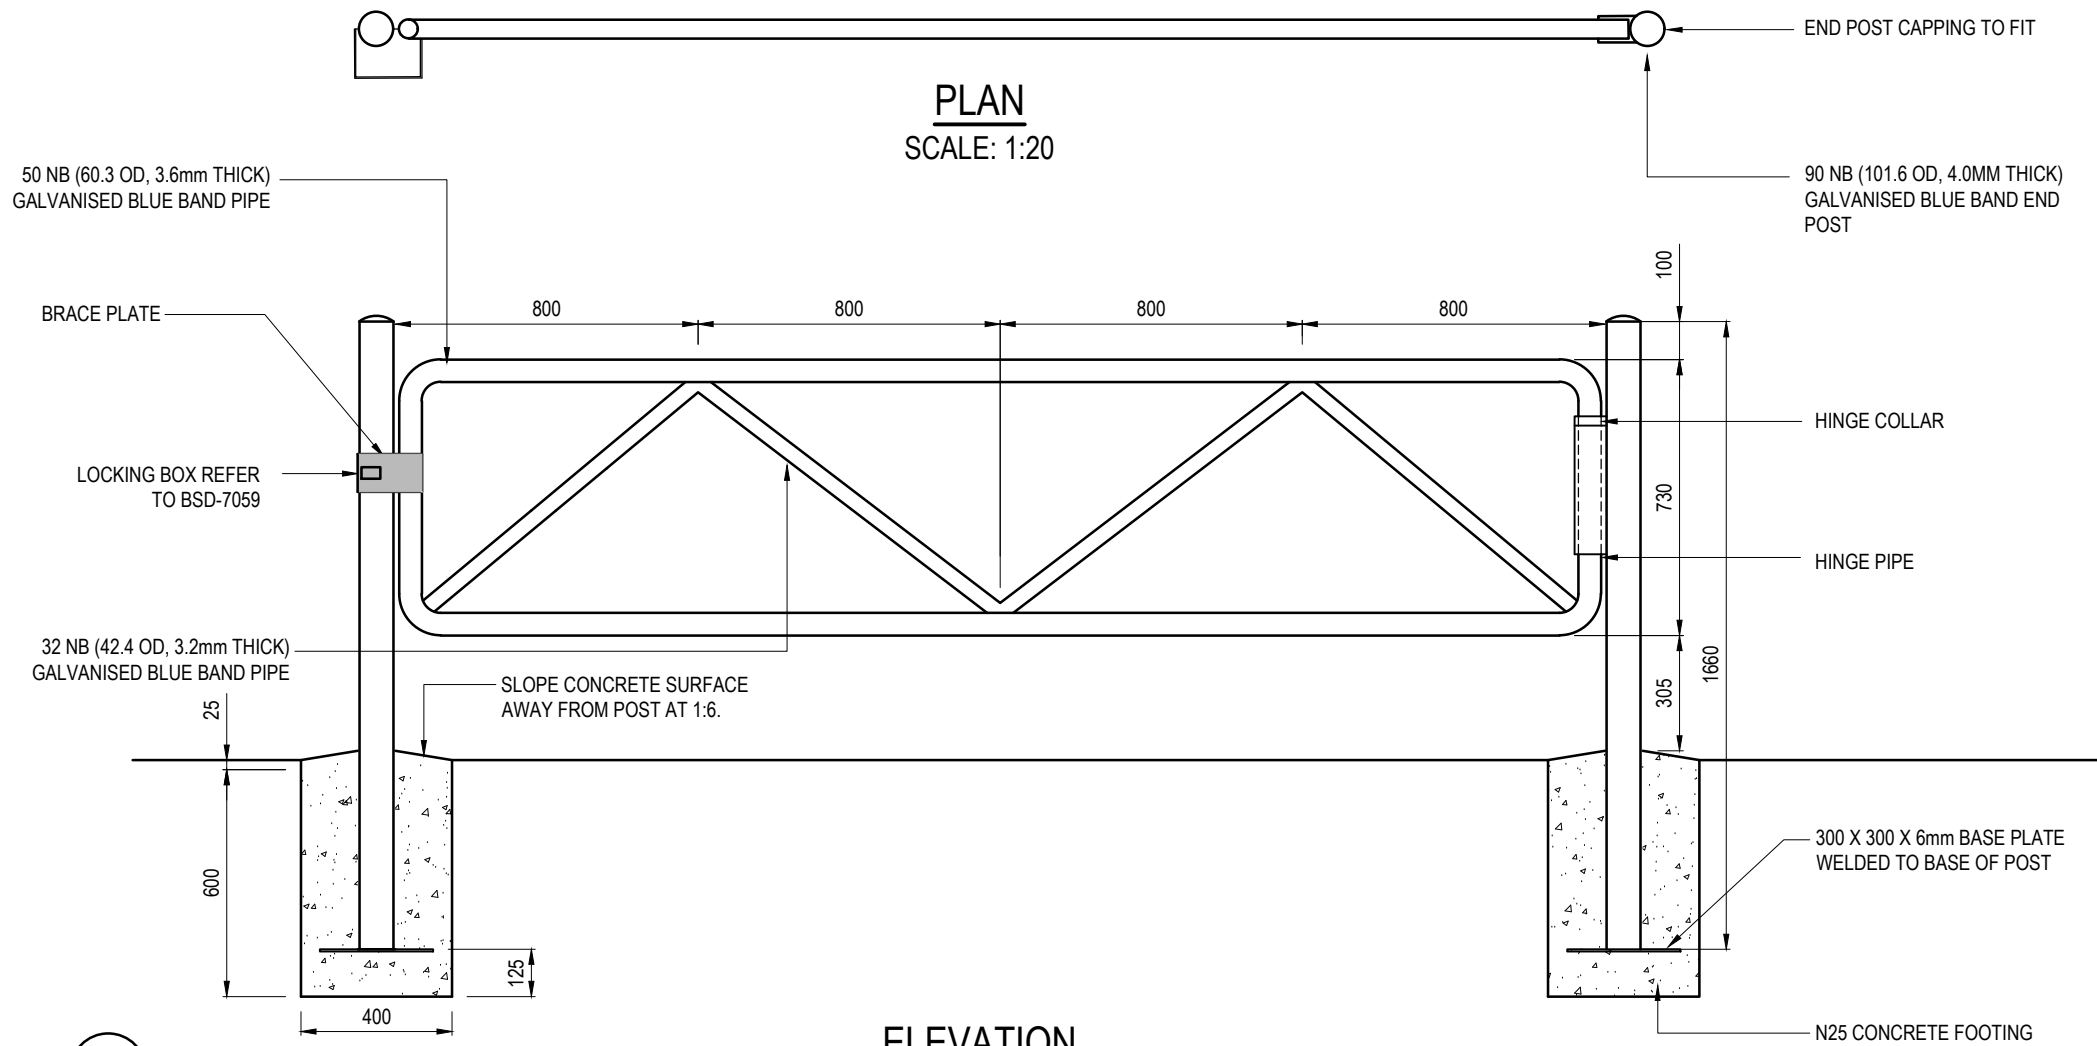 END POST CAPPING TO FIT
PLAN
SCALE: 1:20
50 NB (60.3 OD, 3.6mm THICK)
GALVANISED BLUE BAND PIPE
90 NB (101.6 OD, 4.0MM THICK)
GALVANISED BLUE BAND END
POST
100
BRACE PLATE
800
800
800
800
HINGE COLLAR
LOCKING BOX REFER
TO BSD-7059
730
HINGE PIPE
32 NB (42.4 OD, 3.2mm THICK)
GALVANISED BLUE BAND PIPE
1660
305
SLOPE CONCRETE SURFACE
AWAY FROM POST AT 1:6.
25
600
300 X 300 X 6mm BASE PLATE
WELDED TO BASE OF POST
125
400
ELEVATION
N25 CONCRETE FOOTING